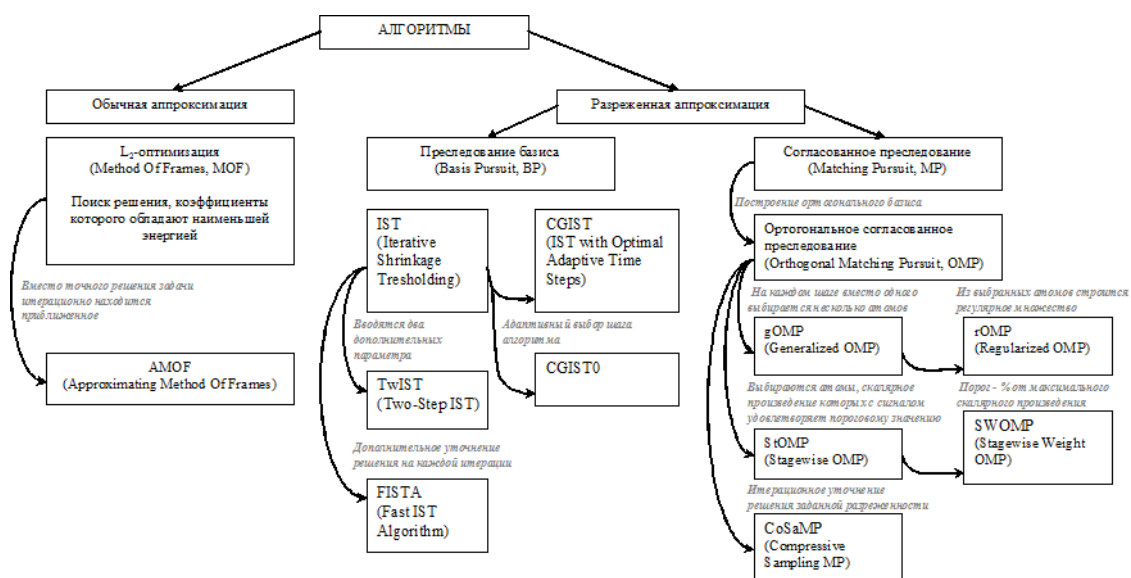 АЛГОРИТМЫ
Обычная аппроксимация
Разреженная аппроксимация
L₂-оптимизация
(Method Of Frames, MOF)
Поиск решения, коэффициенты
которого обладают наименьшей
энергией
Вместо точного решения задачи
итерационно находится
приближенное
AMOF
(Approximating Method Of Frames)
Преследование базиса
(Basis Pursuit, BP)
IST
(Iterative
Shrinkage
Tresholding)
CGIST
(IST with Optimal
Adaptive Time
Steps)
Вводятся два
дополнительных
параметра
Адаптивный выбор шага
алгоритма
TwIST
(Two-Step IST)
CGIST0
Дополнительное уточнение
решения на каждой итерации
FISTA
(Fast IST
Algorithm)
Согласованное преследование
(Matching Pursuit, MP)
Построение ортогонального базиса
Ортогональное согласованное
преследование
(Orthogonal Matching Pursuit, OMP)
На каждом шаге вместо одного
выбирается несколько атомов
Из выбранных атомов строится
регулярное множество
gOMP
(Generalized OMP)
rOMP
(Regularized OMP)
Выбираются атомы, скалярное
произведение которых с сигналом
удовлетворяет пороговому значению
Порог - % от максимального
скалярного произведения
StOMP
(Stagewise OMP)
SWOMP
(Stagewise Weight
OMP)
Итерационное уточнение
решения заданной разреженности
CoSaMP
(Compressive
Sampling MP)